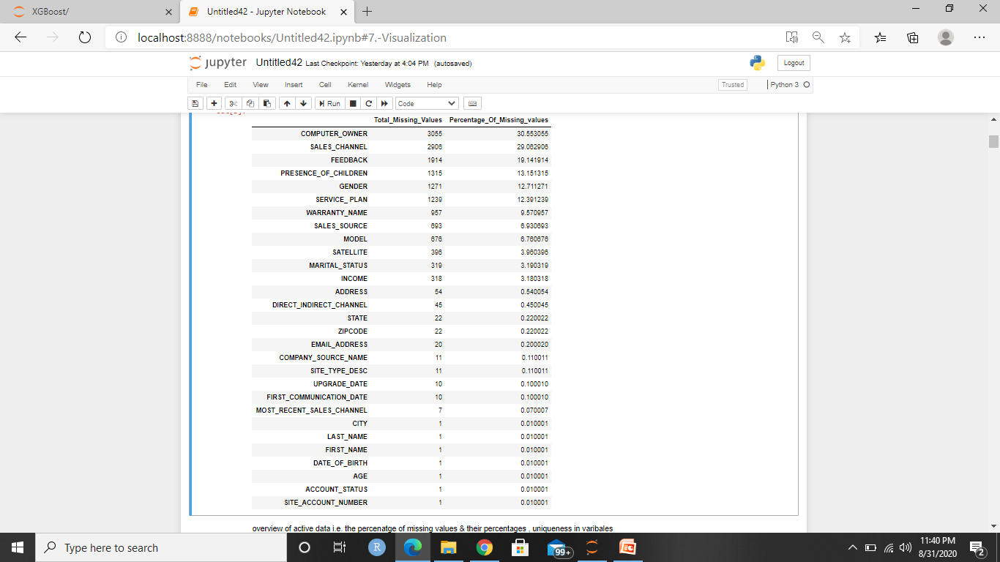 XGBoost/
Untitled42 - Jupyter Notebook
localhost:8888/notebooks/Untitled42.ipynb#7.-Visualization
jupyter Untitled42 Last Checkpoint: Yesterday at 4:04 PM (autosaved)
Logout
File Edit View Insert Cell Kernel Widgets Help
Trusted
Python 3
Run
Code
Total_Missing_Values Percentage_Of_Missing_values
COMPUTER_OWNER 3055 30.553055
SALES_CHANNEL 2906 29.062906
FEEDBACK 1914 19.141914
PRESENCE_OF_CHILDREN 1315 13.151315
GENDER 1271 12.711271
SERVICE_ PLAN 1239 12.391239
WARRANTY_NAME 957 9.570957
SALES_SOURCE 693 6.930693
MODEL 676 6.760676
SATELLITE 396 3.960396
MARITAL_STATUS 319 3.190319
INCOME 318 3.180318
ADDRESS 54 0.540054
DIRECT_INDIRECT_CHANNEL 45 0.450045
STATE 22 0.220022
ZIPCODE 22 0.220022
EMAIL_ADDRESS 20 0.200020
COMPANY_SOURCE_NAME 11 0.110011
SITE_TYPE_DESC 11 0.110011
UPGRADE_DATE 10 0.100010
FIRST_COMMUNICATION_DATE 10 0.100010
MOST_RECENT_SALES_CHANNEL 7 0.070007
CITY 1 0.010001
LAST_NAME 1 0.010001
FIRST_NAME 1 0.010001
DATE_OF_BIRTH 1 0.010001
AGE 1 0.010001
ACCOUNT_STATUS 1 0.010001
SITE_ACCOUNT_NUMBER 1 0.010001
overview of active data i.e. the percenatge of missing values & their percentages , uniqueness in varibales
Type here to search
R
99+
11:40 PM
8/31/2020
2